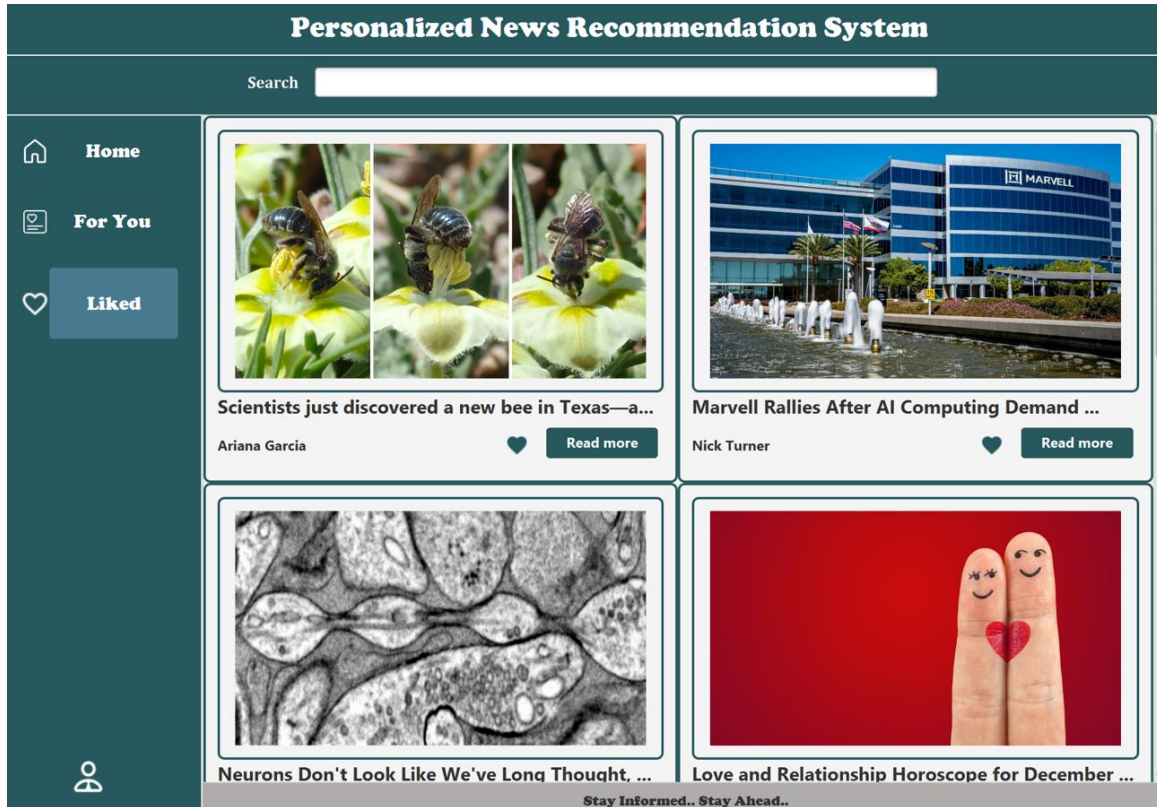 Personalized News Recommendation System
Search
Home
For You
Liked
MARVELL
Scientists just discovered a new bee in Texas—a...
Ariana Garcia
Read more
Marvell Rallies After AI Computing Demand ...
Nick Turner
Read more
Neurons Don't Look Like We've Long Thought, ...
Love and Relationship Horoscope for December ...
Stay Informed.. Stay Ahead..